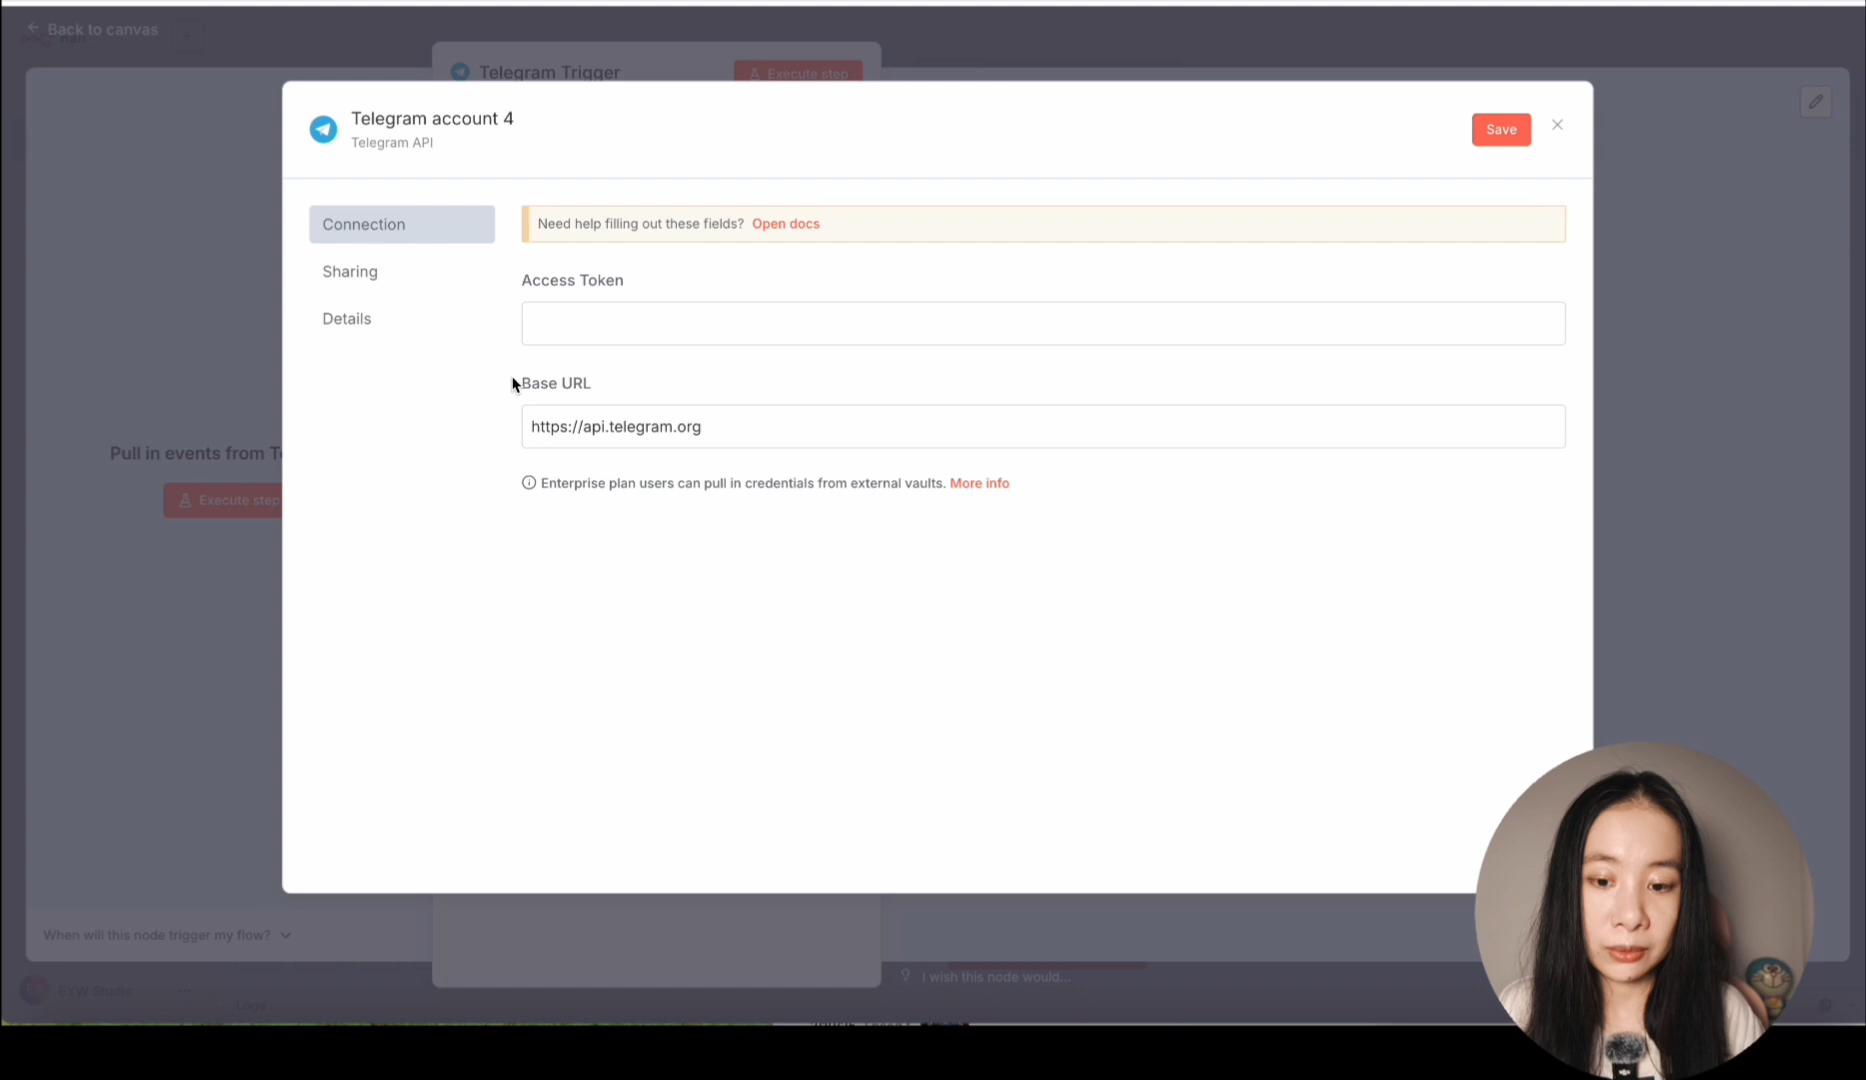 Back to canvas
Telegram Trigger
Execute step
Telegram account 4
Telegram API
Save
Connection
Sharing
Details
Need help filling out these fields? Open docs
Access Token
Base URL
https://api.telegram.org
Enterprise plan users can pull in credentials from external vaults. More info
Pull in events from
Execute step
When will this node trigger my flow?
I wish this node would...
Studio
Logs